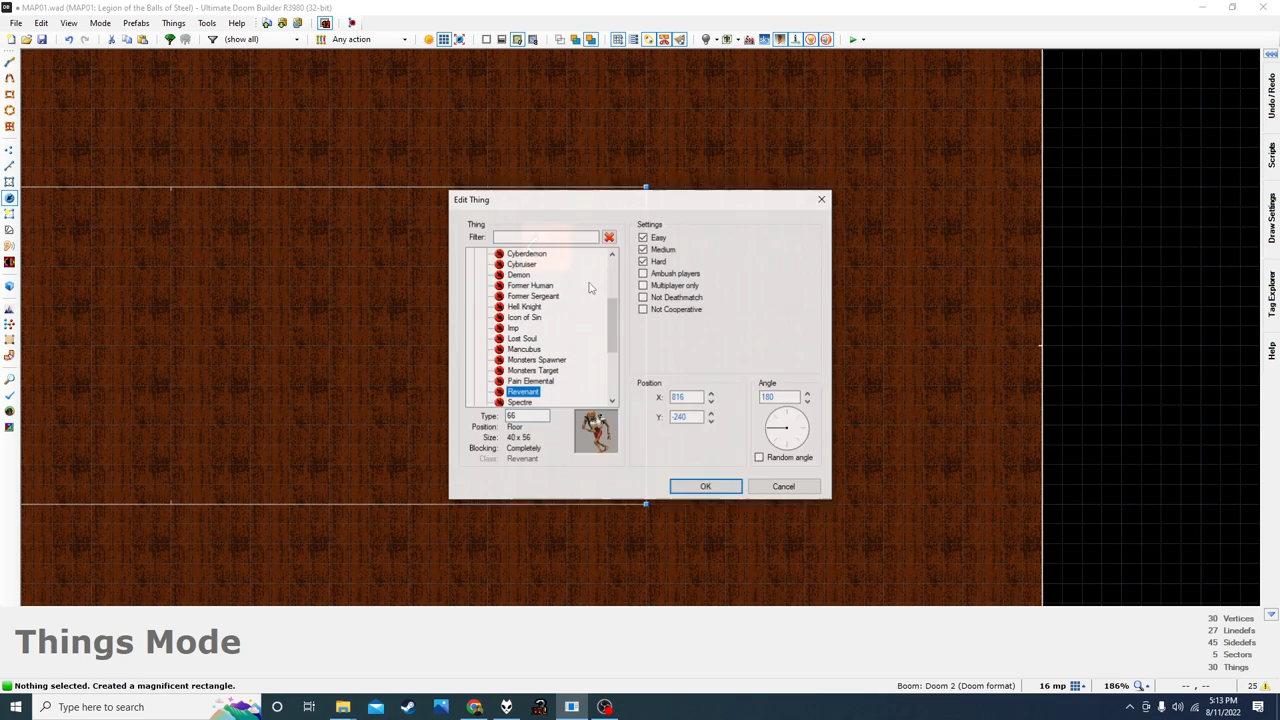 MAP01.wad (MAP01: Legion of the Balls of Steel) - Ultimate Doom Builder R3980 (32-bit)
File Edit View Mode Prefabs Things Tools Help
(show all) Any action
Undo / Redo
Scripts
Draw Settings
Tag Explorer
Help
Edit Thing
Thing
Filter:
Cyberdemon
Cybruiser
Demon
Former Human
Former Sergeant
Hell Knight
Icon of Sin
Imp
Lost Soul
Mancubus
Monsters Spawner
Monsters Target
Pain Elemental
Revenant
Spectre
Type: 66
Position: Floor
Size: 40 x 56
Blocking: Completely
Class: Revenant
Settings
Easy
Medium
Hard
Ambush players
Multiplayer only
Not Deathmatch
Not Cooperative
Position
X: 816
Y: -240
Angle
180
Random angle
OK Cancel
Things Mode
30 Vertices
27 Linedefs
45 Sidedefs
5 Sectors
30 Things
Nothing selected. Created a magnificent rectangle.
Boom: Doom 2 (Doom format) 16 mp 186% -- , -- 25
Type here to search
5:13 PM
8/11/2022